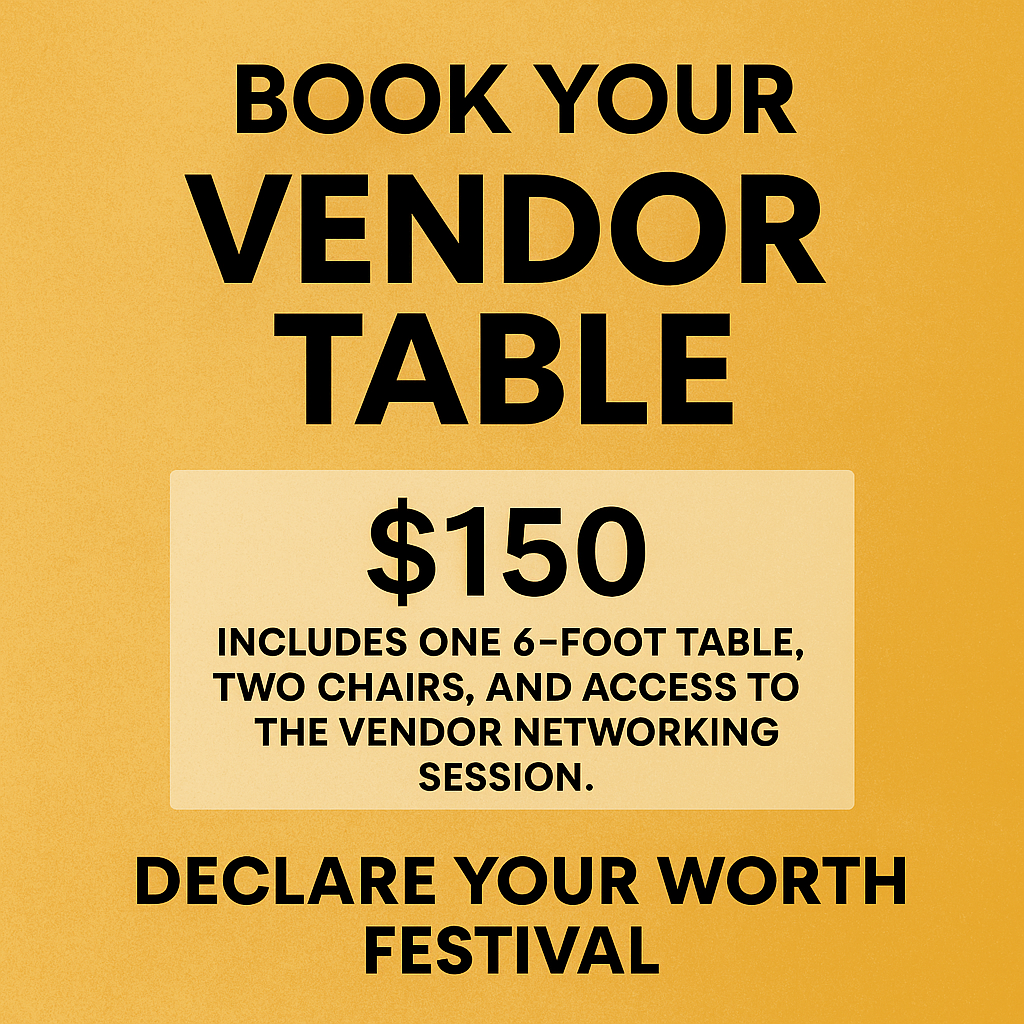 BOOK YOUR
VENDOR
TABLE
$150
INCLUDES ONE 6-FOOT TABLE,
TWO CHAIRS, AND ACCESS TO
THE VENDOR NETWORKING
SESSION.
DECLARE YOUR WORTH
FESTIVAL